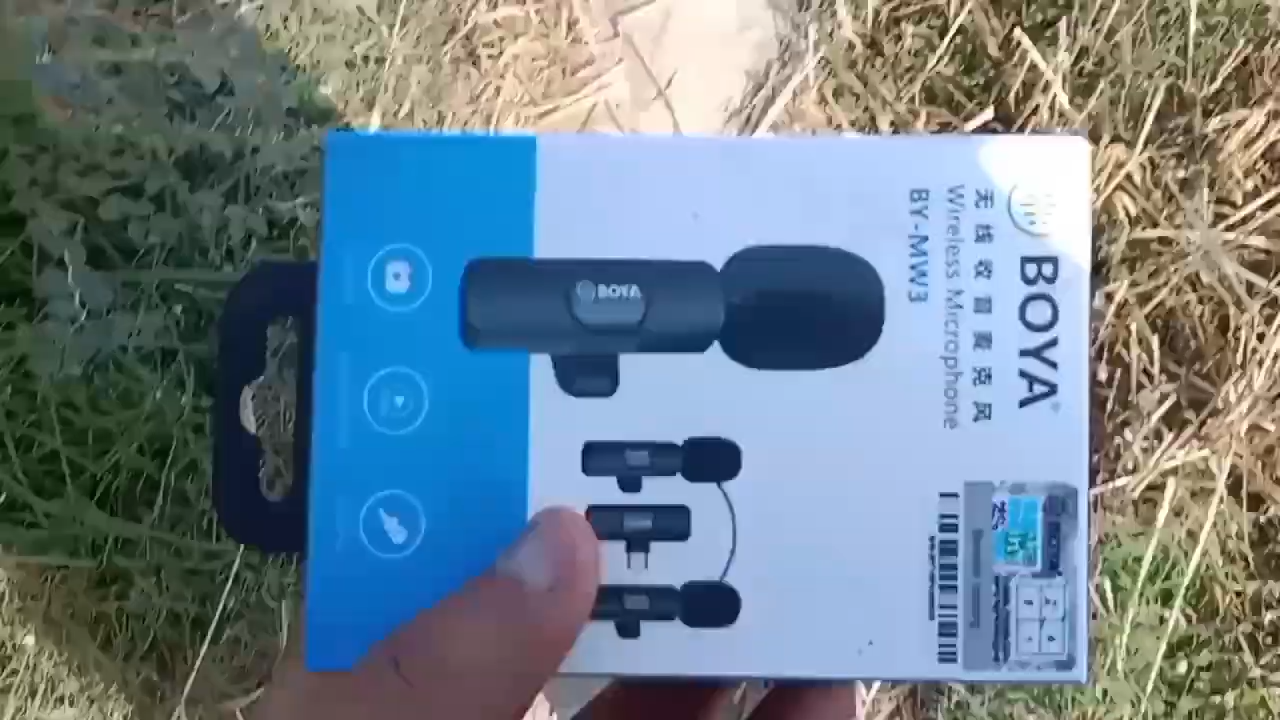 BOYA
无线收音麦克风
Wireless Microphone
BY-MW3
BOYA